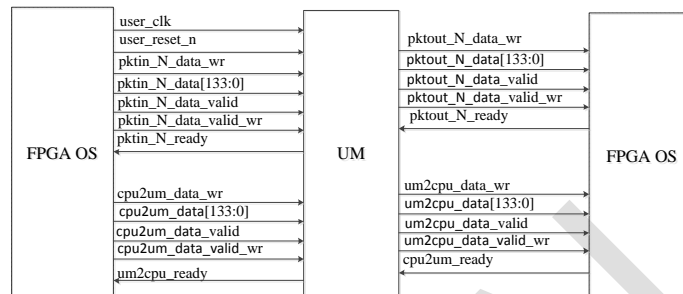 user_clk
user_reset_n
pktin_N_data_wr
pktin_N_data[133:0]
pktin_N_data_valid
pktin_N_data_valid_wr
pktin_N_ready
FPGA OS
cpu2um_data_wr
cpu2um_data[133:0]
cpu2um_data_valid
cpu2um_data_valid_wr
um2cpu_ready
UM
pktout_N_data_wr
pktout_N_data[133:0]
pktout_N_data_valid
pktout_N_data_valid_wr
pktout_N_ready
um2cpu_data_wr
um2cpu_data[133:0]
um2cpu_data_valid
um2cpu_data_valid_wr
cpu2um_ready
FPGA OS